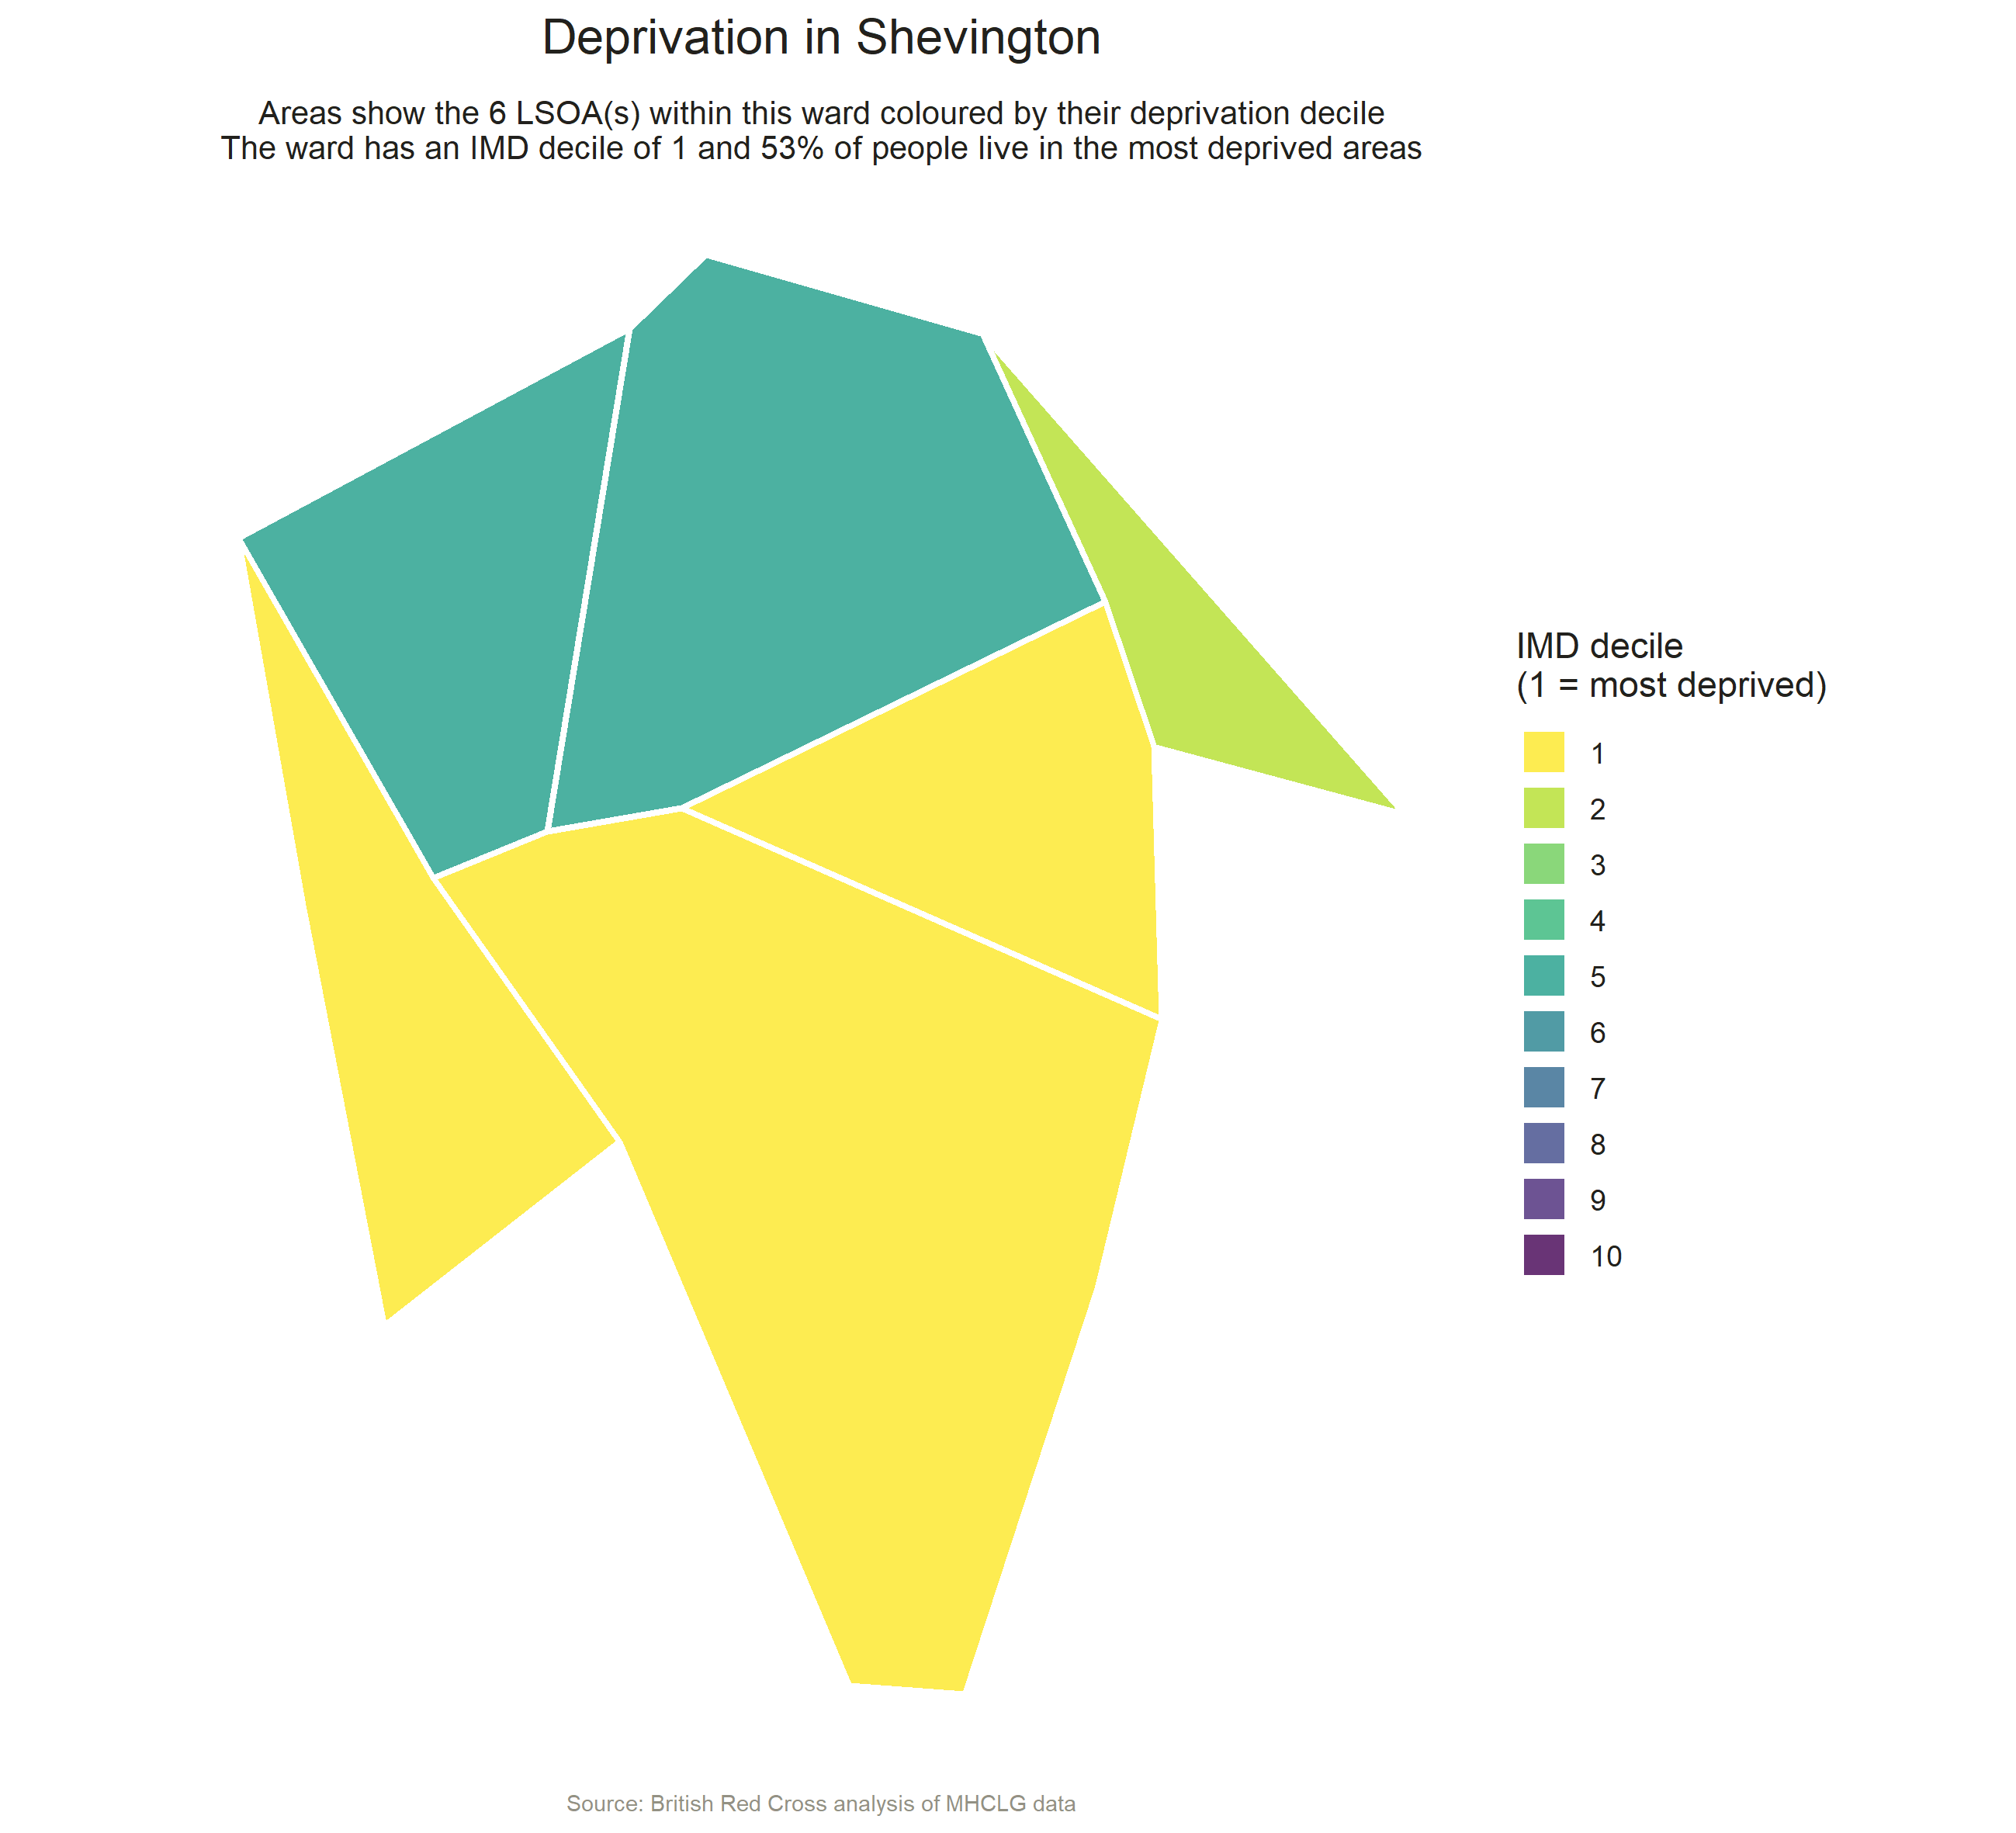 Deprivation in Shevington
Areas show the 6 LSOA(s) within this ward coloured by their deprivation decile
The ward has an IMD decile of 1 and 53% of people live in the most deprived areas
IMD decile
(1 = most deprived)
1
2
3
4
5
6
7
8
9
10
Source: British Red Cross analysis of MHCLG data